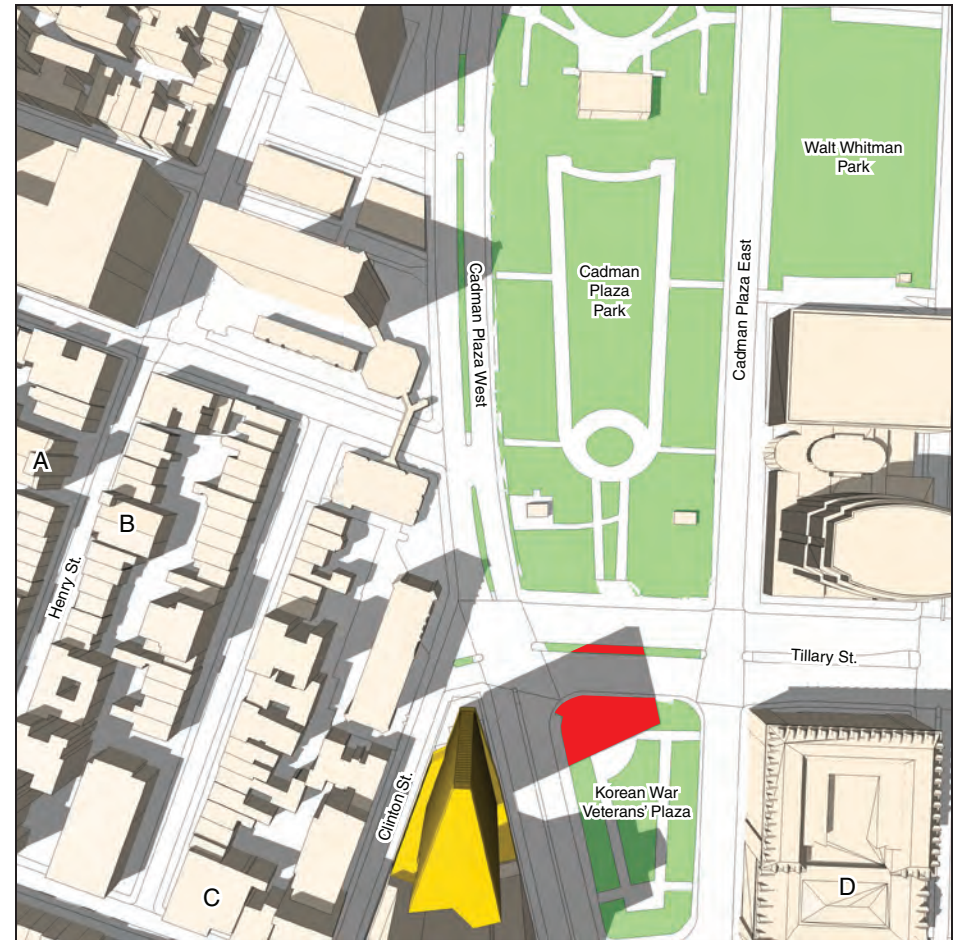 Walt Whitman
Park
Cadman
Plaza
Park
Cadman Plaza West
Cadman Plaza East
A
B
Henry St.
Tillary St.
Korean War
Veterans' Plaza
Clinton St.
C
D